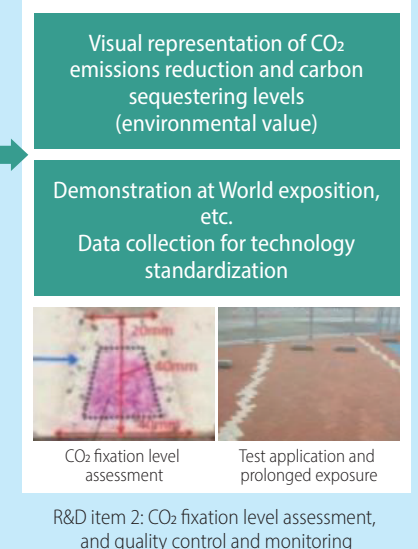 Visual representation of CO₂
emissions reduction and carbon
sequestering levels
(environmental value)
Demonstration at World exposition,
etc.
Data collection for technology
standardization
20mm
40mm
CO₂ fixation level
assessment
Test application and
prolonged exposure
R&D item 2: CO₂ fixation level assessment,
and quality control and monitoring